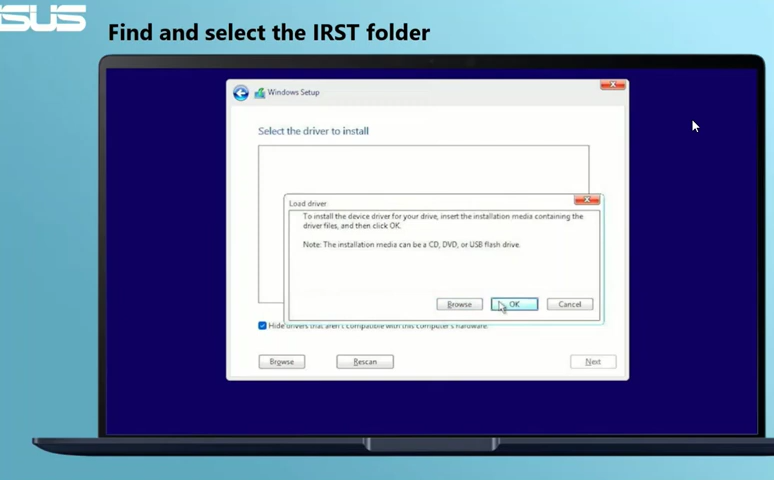 ASUS
Find and select the IRST folder
Windows Setup
Select the driver to install
Load driver
To install the device driver for your drive, insert the installation media containing the
driver files, and then click OK.
Note: The installation media can be a CD, DVD, or USB flash drive.
Browse OK Cancel
Hide drivers that aren't compatible with this computer's hardware.
Browse Rescan Next